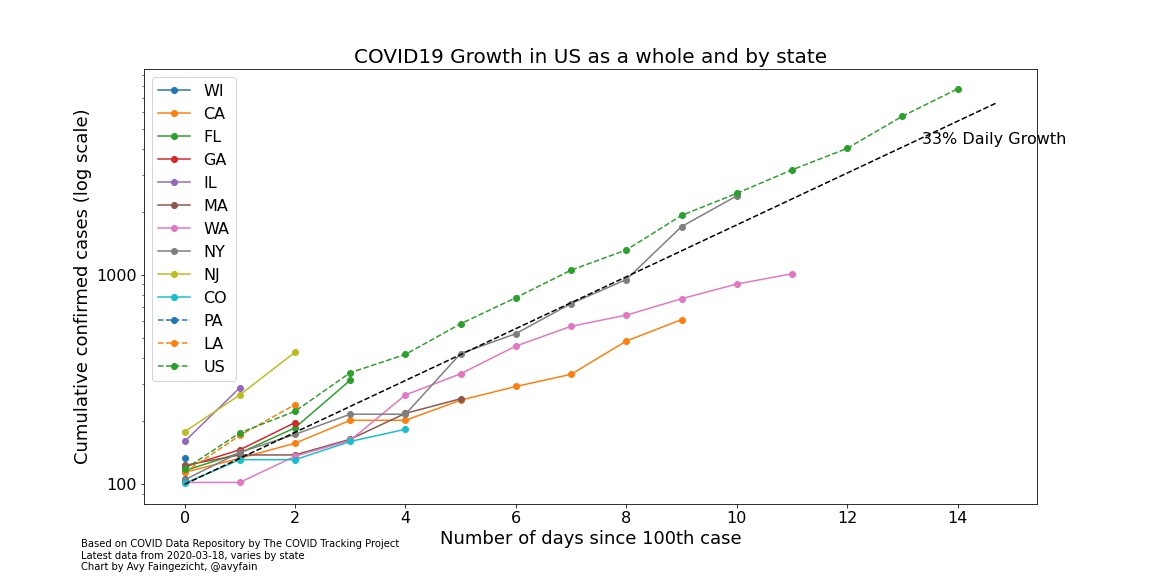 COVID19 Growth in US as a whole and by state
Cumulative confirmed cases (log scale)
1000
100
WI
CA
FL
GA
IL
MA
WA
NY
NJ
CO
PA
LA
US
33% Daily Growth
0 2 4 6 8 10 12 14
Number of days since 100th case
Based on COVID Data Repository by The COVID Tracking Project
Latest data from 2020-03-18, varies by state
Chart by Avy Faingezicht, @avyfain